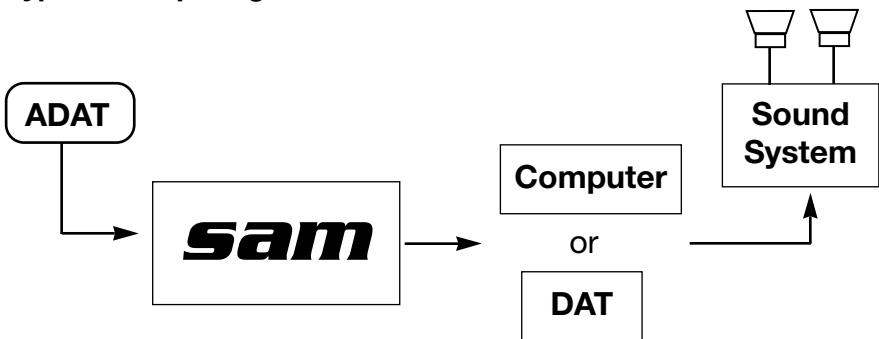 ADAT
sam
Computer
or
DAT
Sound
System